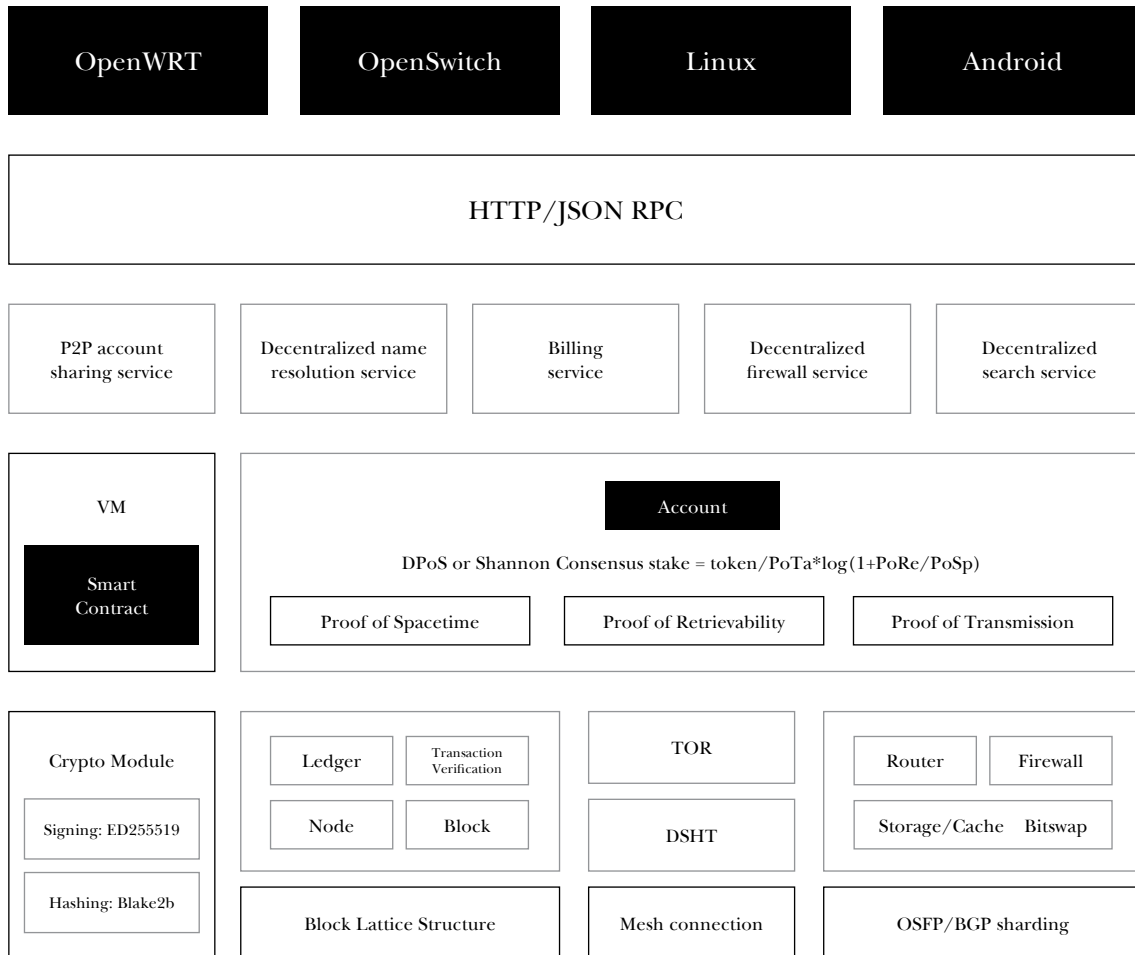 OpenWRT
OpenSwitch
Linux
Android
HTTP/JSON RPC
P2P account
sharing service
Decentralized name
resolution service
Billing
service
Decentralized
firewall service
Decentralized
search service
VM
Smart
Contract
Account
DPoS or Shannon Consensus stake = token/PoTa*log(1+PoRe/PoSp)
Proof of Spacetime
Proof of Retrievability
Proof of Transmission
Crypto Module
Signing: ED255519
Hashing: Blake2b
Ledger
Transaction
Verification
Node
Block
Block Lattice Structure
TOR
DSHT
Mesh connection
Router
Firewall
Storage/Cache Bitswap
OSFP/BGP sharding